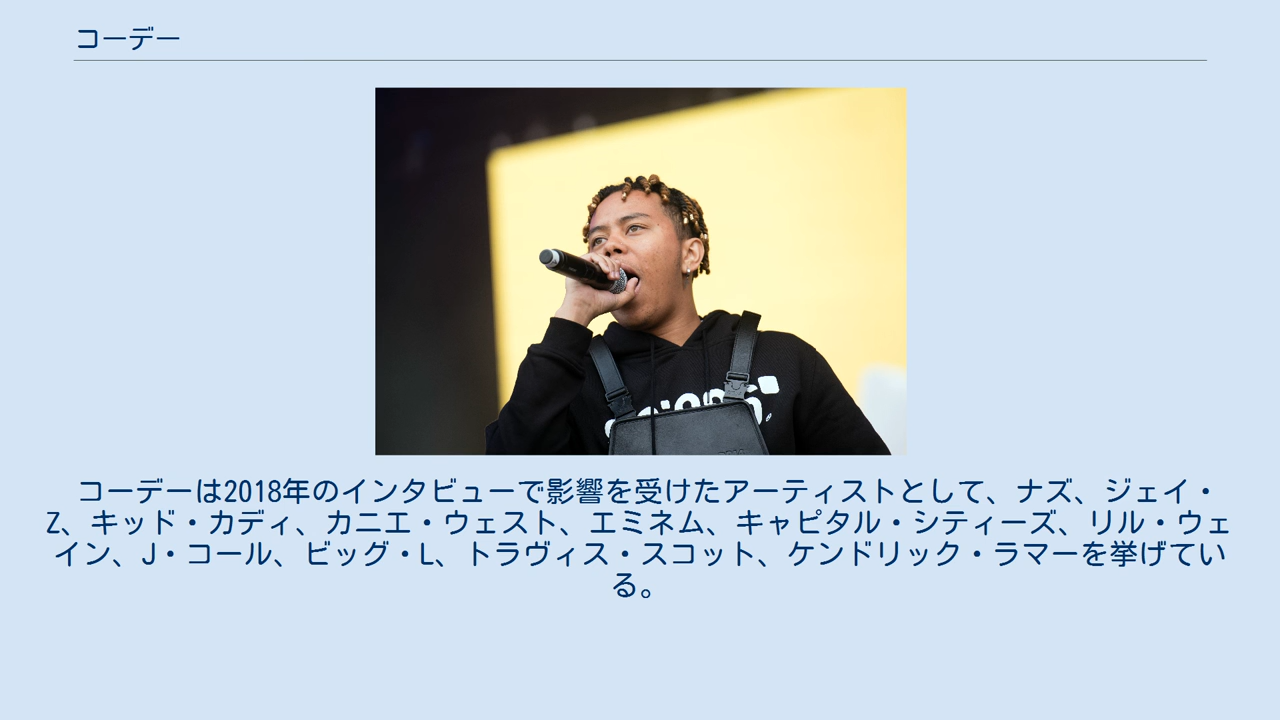 コーデー
コーデーは2018年のインタビューで影響を受けたアーティストとして、ナズ、ジェイ・
Z、キッド・カディ、カニエ・ウェスト、エミネム、キャピタル・シティーズ、リル・ウェ
イン、J・コール、ビッグ・L、トラヴィス・スコット、ケンドリック・ラマーを挙げてい
る。